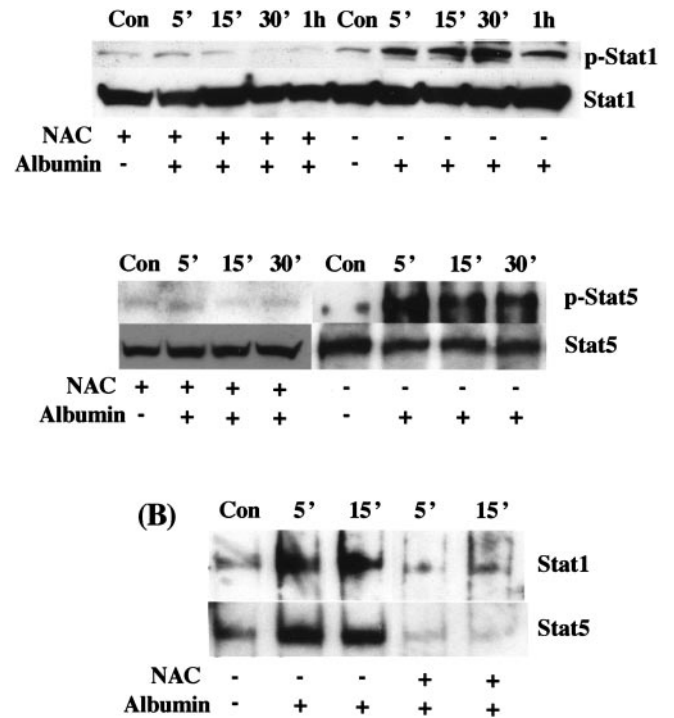 Con 5’ 15’ 30’ 1h Con 5’ 15’ 30’ 1h
p-Stat1
Stat1
NAC + + + + + - - - - -
Albumin - + + + + - + + + +
Con 5’ 15’ 30’ Con 5’ 15’ 30’
p-Stat5
Stat5
NAC + + + + - - - -
Albumin - + + + - + + +
(B) Con 5’ 15’ 5’ 15’
Stat1
Stat5
NAC - - - + +
Albumin - + + + +